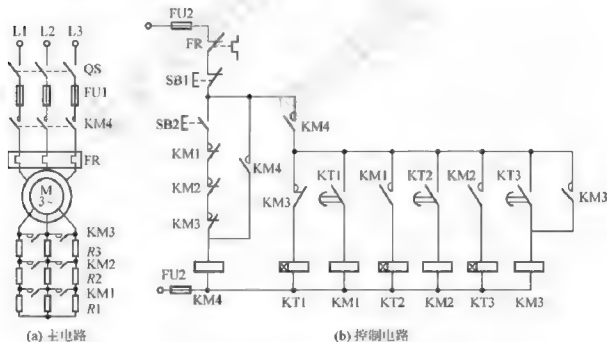 L1 L2 L3
QS
FU1
KM4
FR
M
3~
KM3
R3
KM2
R2
KM1
R1
(a) 主电路
FU2
FR
SB1
SB2
KM1
KM2
KM3
KM4
KM4
KM3
KT1
KM1
KT2
KM2
KT3
KM3
FU2
KM4
KT1
KM1
KT2
KM2
KT3
KM3
(b) 控制电路